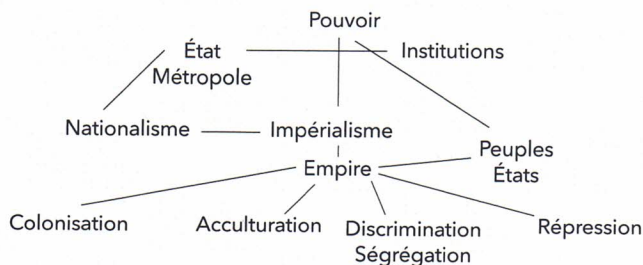 Pouvoir
État
Métropole
Institutions
Nationalisme
Impérialisme
Peuples
États
Empire
Colonisation
Acculturation
Discrimination
Ségrégation
Répression